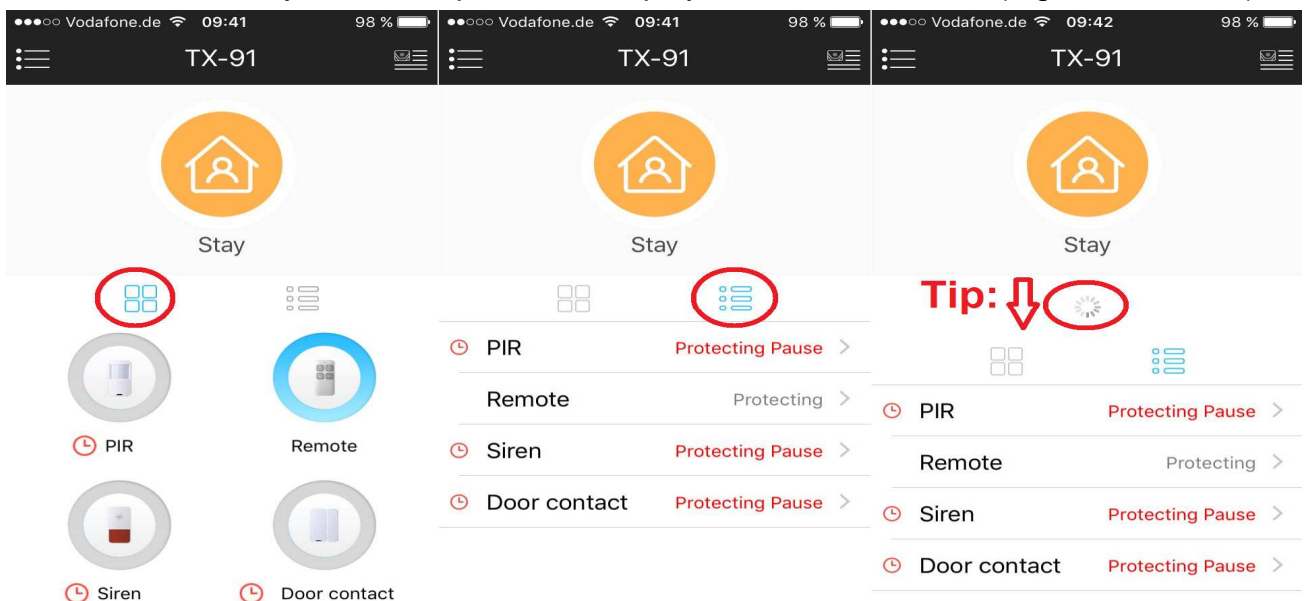 Vodafone.de 09:41 98 %
TX-91
Stay
PIR
Remote
Siren
Door contact
Vodafone.de 09:41 98 %
TX-91
Stay
PIR Protecting Pause
Remote Protecting
Siren Protecting Pause
Door contact Protecting Pause
Vodafone.de 09:42 98 %
TX-91
Stay
Tip:
PIR Protecting Pause
Remote Protecting
Siren Protecting Pause
Door contact Protecting Pause